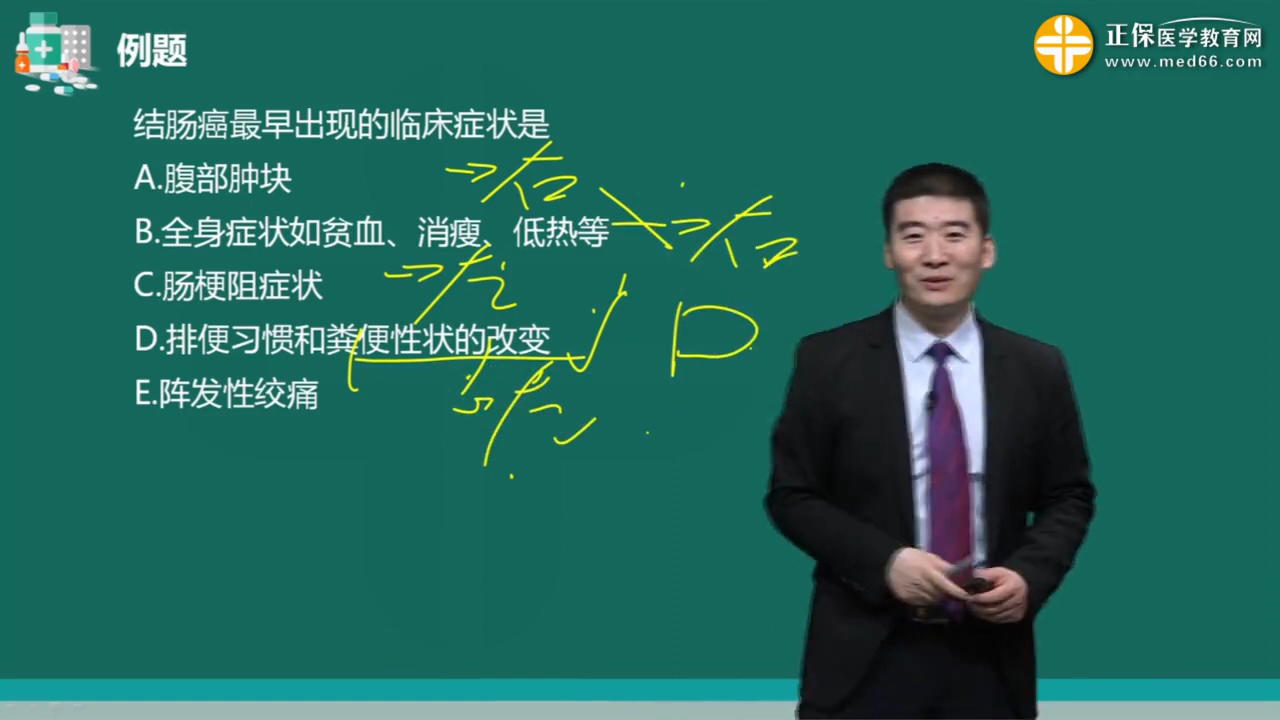 例题
正保医学教育网
www.med66.com
结肠癌最早出现的临床症状是
A.腹部肿块
B.全身症状如贫血、消瘦、低热等
C.肠梗阻症状
D.排便习惯和粪便性状的改变
D
E.阵发性绞痛